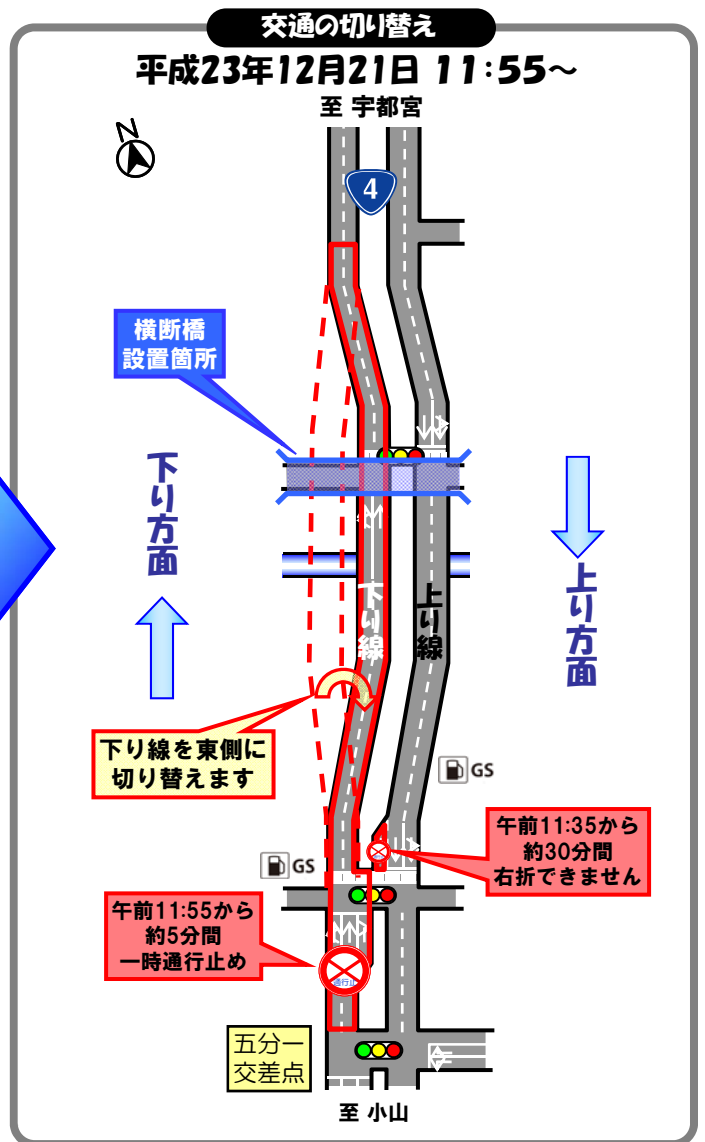 交通の切り替え
平成23年12月21日 11:55～
至 宇都宮
N
4
横断橋
設置箇所
下り方面
上り方面
下り線
上り線
下り線を東側に
切り替えます
GS
午前11:35から
約30分間
右折できません
GS
午前11:55から
約5分間
一時通行止め
通行止
五分一
交差点
至 小山